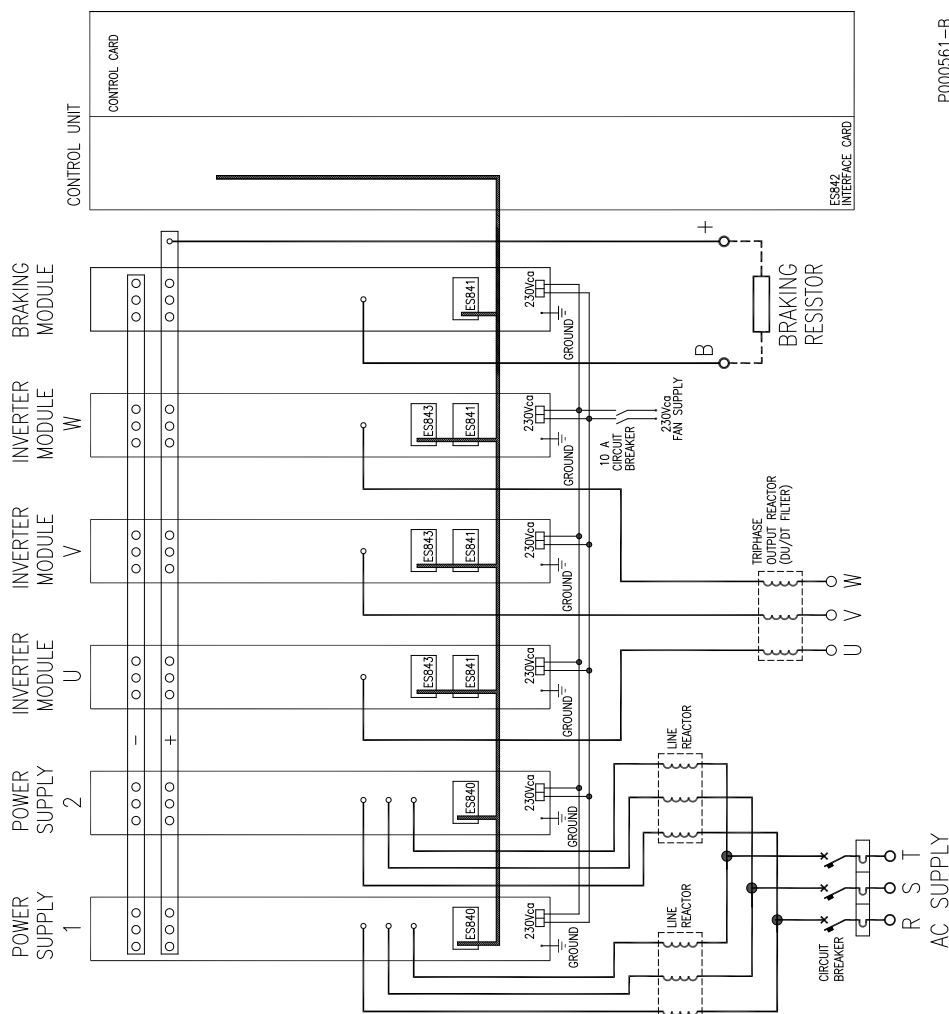 P000561-B
CONTROL UNIT
CONTROL CARD
ES842
INTERFACE CARD
BRAKING
MODULE
ES841
230Vca
GROUND
+
B
BRAKING
RESISTOR
INVERTER
MODULE
W
ES843
ES841
230Vca
GROUND
10 A
CIRCUIT
BREAKER
230Vca
FAN SUPPLY
INVERTER
MODULE
V
ES843
ES841
230Vca
GROUND
TRIPHASE
OUTPUT REACTOR
(DU/DT FILTER)
W
V
U
INVERTER
MODULE
U
ES843
ES841
230Vca
GROUND
-
+
POWER
SUPPLY
2
ES840
230Vca
GROUND
LINE
REACTOR
POWER
SUPPLY
1
ES840
230Vca
GROUND
LINE
REACTOR
CIRCUIT
BREAKER
R S T
AC SUPPLY